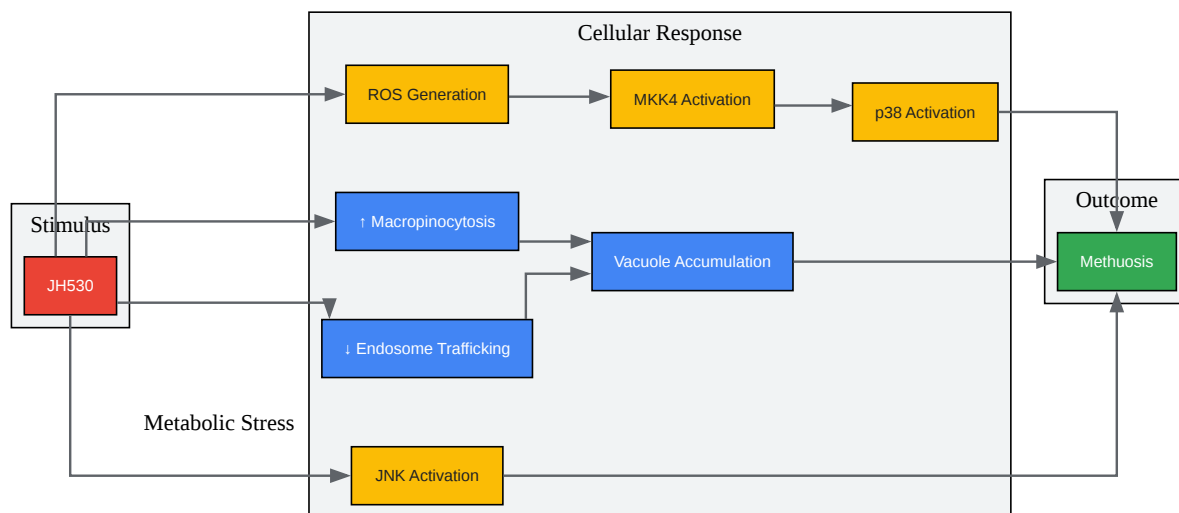 Cellular Response
ROS Generation
MKK4 Activation
p38 Activation
Stimulus
JH530
↑ Macropinocytosis
Vacuole Accumulation
↓ Endosome Trafficking
Outcome
Methuosis
Metabolic Stress
JNK Activation